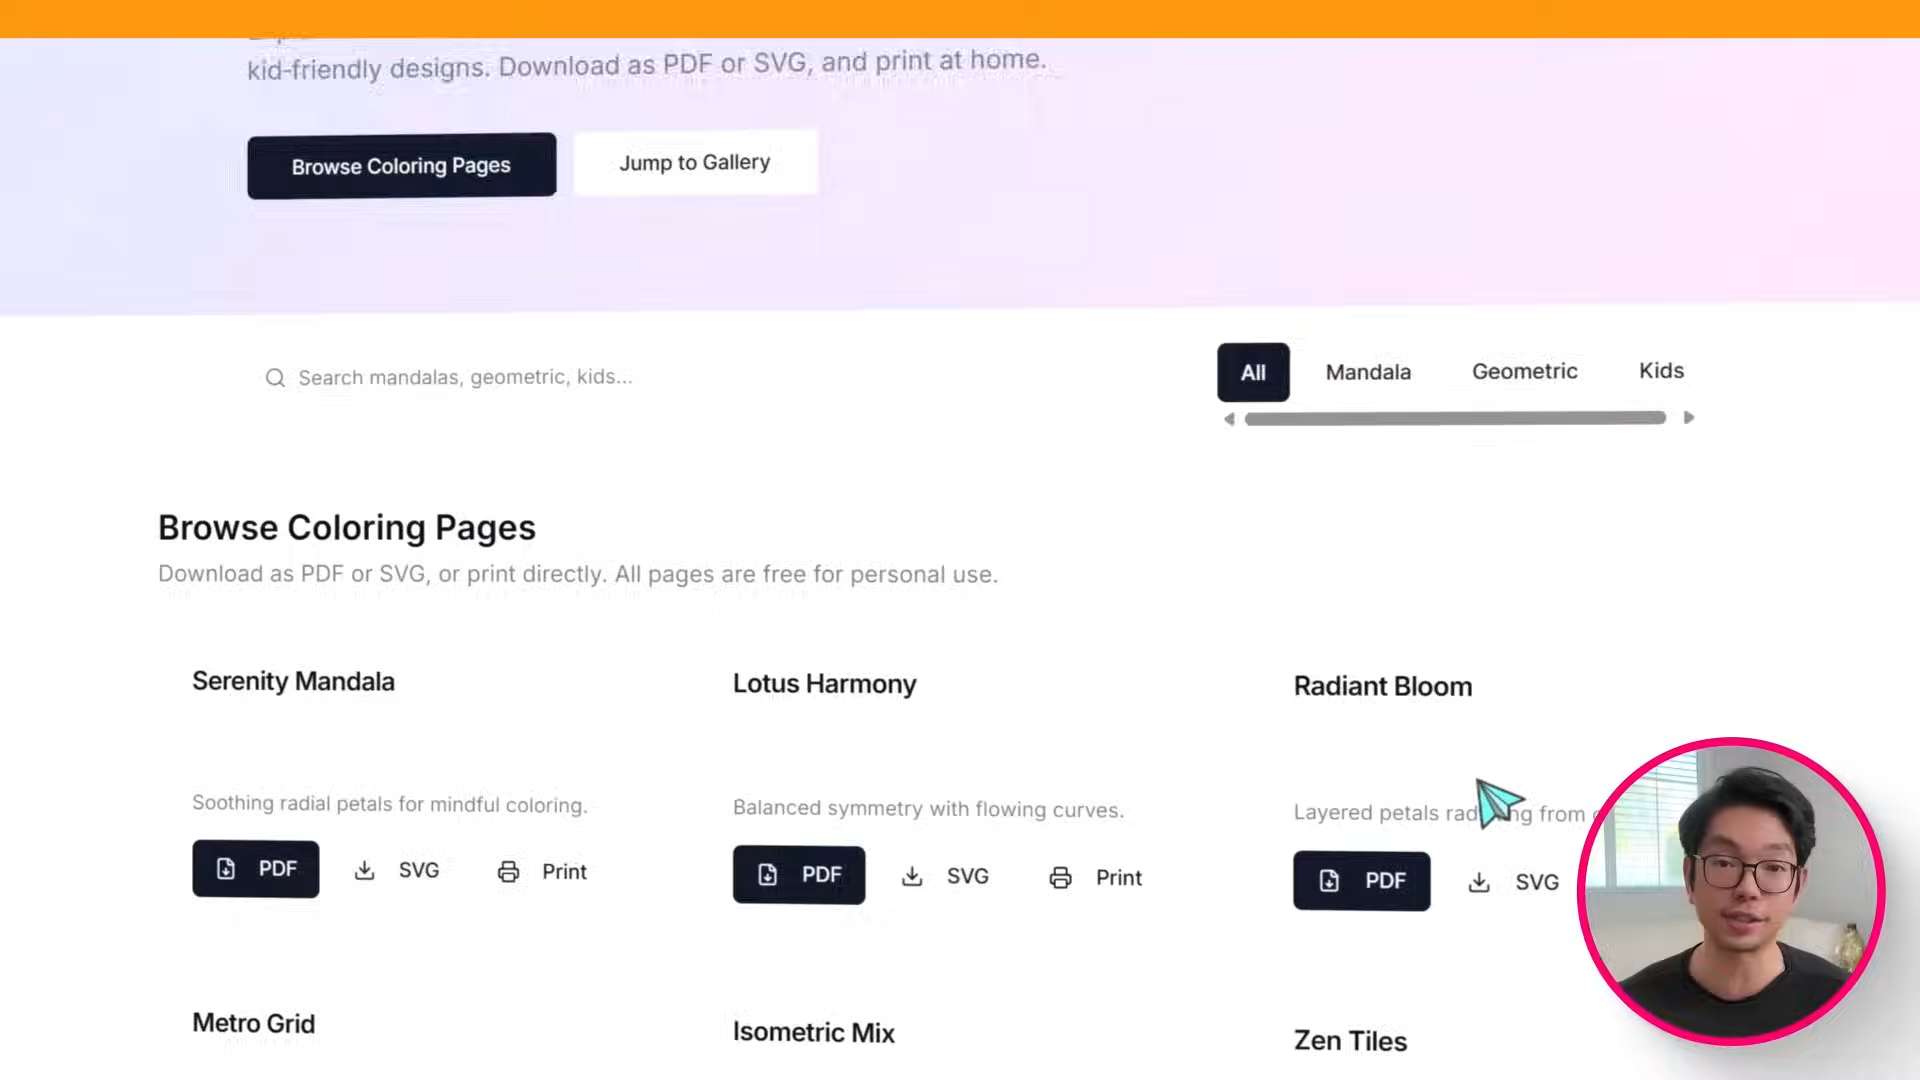 kid-friendly designs. Download as PDF or SVG, and print at home.
Browse Coloring Pages
Jump to Gallery
Search mandalas, geometric, kids...
All
Mandala
Geometric
Kids
Browse Coloring Pages
Download as PDF or SVG, or print directly. All pages are free for personal use.
Serenity Mandala
Soothing radial petals for mindful coloring.
PDF
SVG
Print
Lotus Harmony
Balanced symmetry with flowing curves.
PDF
SVG
Print
Radiant Bloom
Layered petals from
PDF
SVG
Metro Grid
Isometric Mix
Zen Tiles